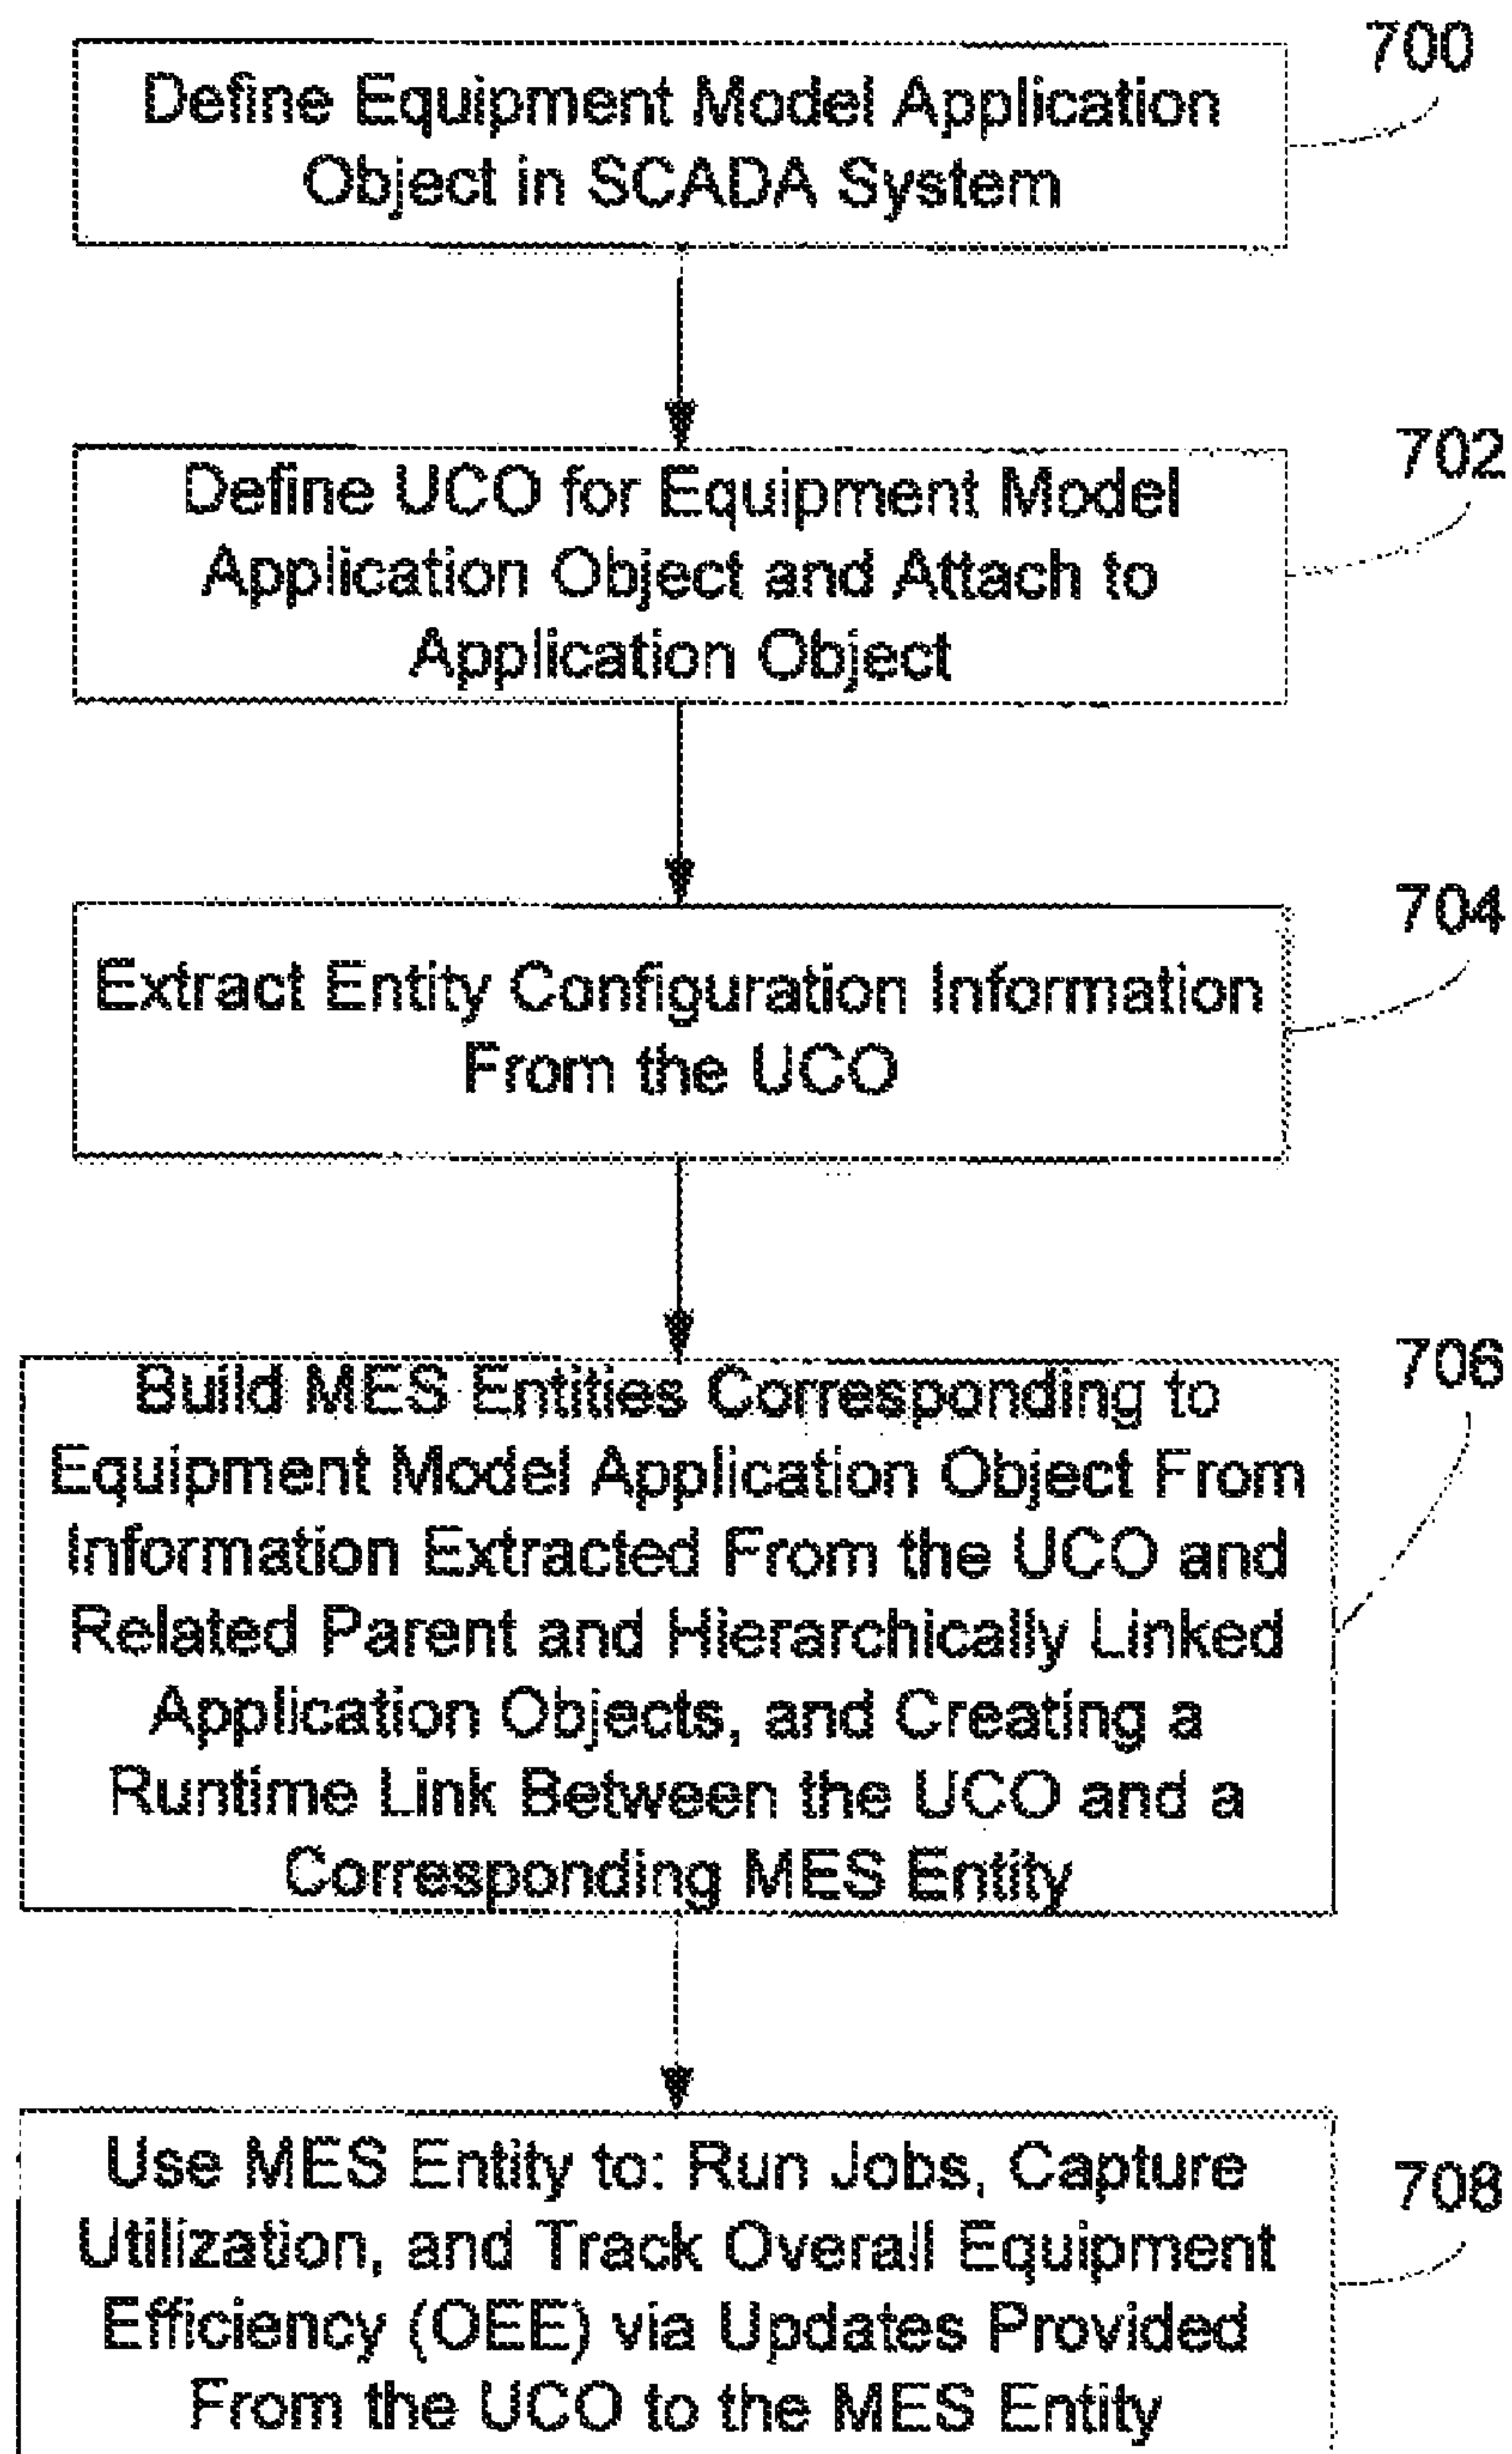 700
Define Equipment Model Application
Object in SCADA System
702
Define UCO for Equipment Model
Application Object and Attach to
Application Object
704
Extract Entity Configuration Information
From the UCO
706
Build MES Entities Corresponding to
Equipment Model Application Object From
Information Extracted From the UCO and
Related Parent and Hierarchically Linked
Application Objects, and Creating a
Runtime Link Between the UCO and a
Corresponding MES Entity
708
Use MES Entity to: Run Jobs, Capture
Utilization, and Track Overall Equipment
Efficiency (OEE) via Updates Provided
From the UCO to the MES Entity